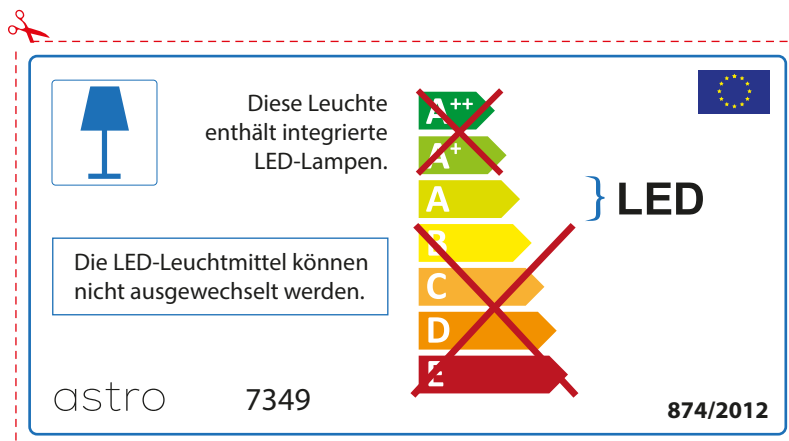 Diese Leuchte
enthält integrierte
LED-Lampen.
Die LED-Leuchtmittel können
nicht ausgewechselt werden.
A++
A+
A
B
C
D
E
LED
astro
7349
874/2012